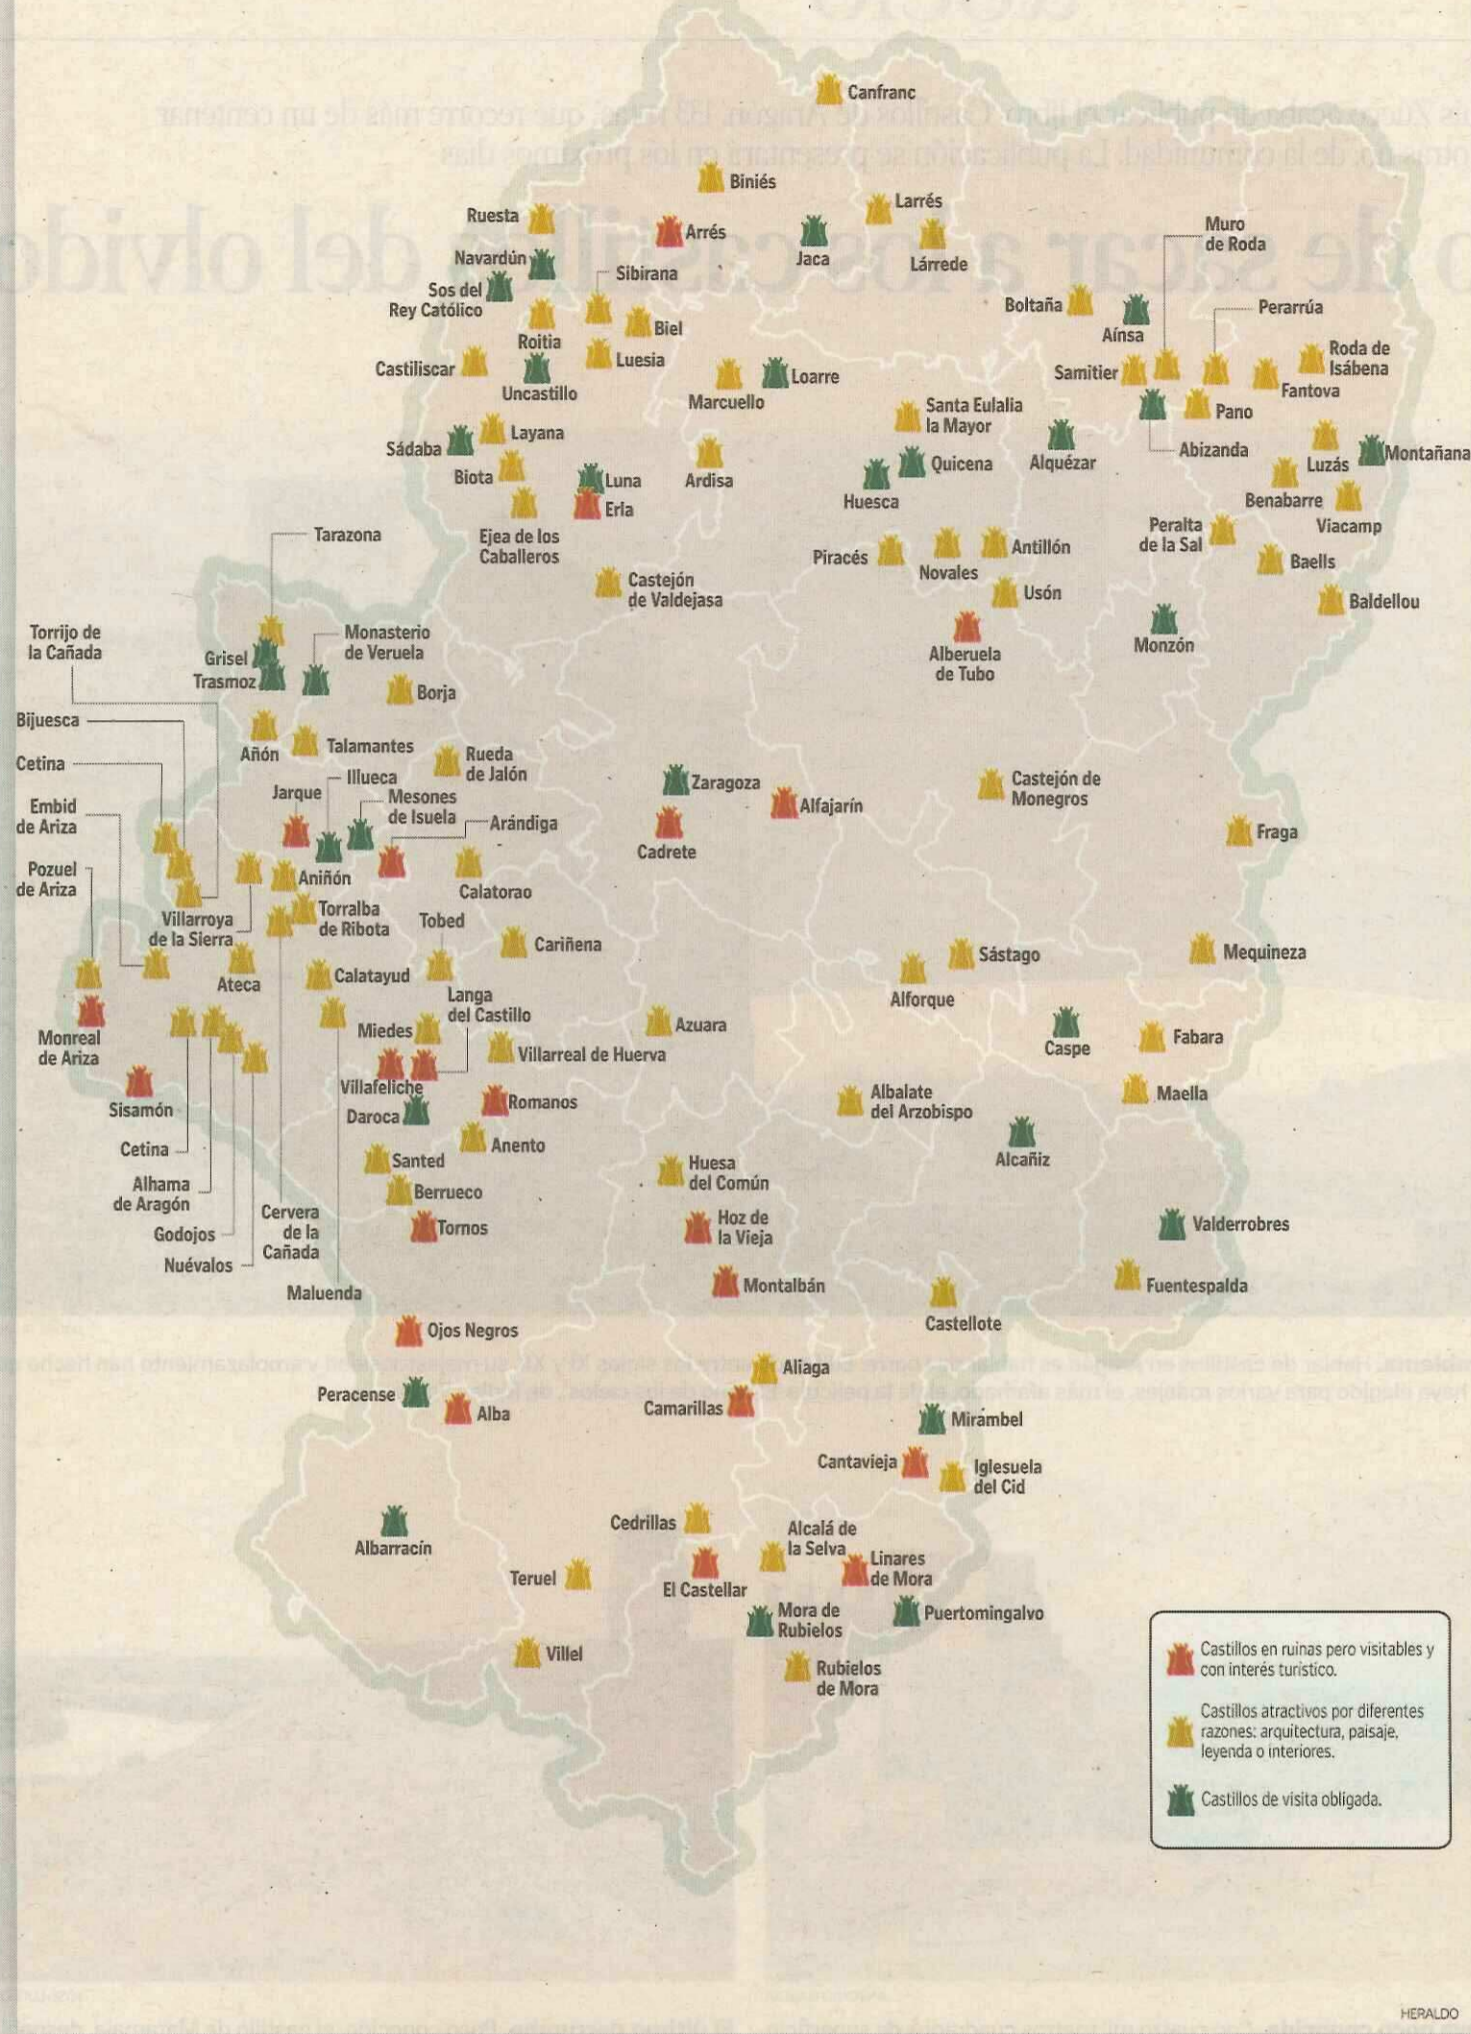 Canfranc
Biniés
Larrés
Ruesta
Arrés
Jaca
Lárrede
Muro
de Roda
Navardún
Sibirana
Sos del
Rey Católico
Boltaña
Aínsa
Perarrúa
Roitia
Biel
Luesia
Castiliscar
Uncastillo
Marcuello
Loarre
Samitier
Roda de
Isábena
Fantova
Santa Eulalia
la Mayor
Pano
Sádaba
Layana
Abizanda
Luzás
Montañana
Biota
Luna
Ardisa
Quicena
Alquézar
Huesca
Benabarre
Viacamp
Erla
Ejea de los
Caballeros
Peralta
de la Sal
Tarazona
Piracés
Novales
Antillón
Baells
Castejón
de Valdejasa
Usón
Baldellou
Torrijo de
la Cañada
Monasterio
de Veruela
Grisel
Trasmoz
Alberuela
de Tubo
Monzón
Borja
Bijuesca
Añón
Talamantes
Cetina
Rueda
de Jalón
Illueca
Jarque
Mesones
de Isuela
Arándiga
Zaragoza
Alfajarín
Castejón de
Monegros
Embid
de Ariza
Cadrete
Fraga
Pozuel
de Ariza
Aniñón
Calatorao
Villarroya
de la Sierra
Torralba
de Ribota
Tobed
Cariñena
Sástago
Mequineza
Ateca
Calatayud
Alforque
Langa
del Castillo
Monreal
de Ariza
Miedes
Azuara
Caspe
Fabara
Villarreal de Huerva
Villafeliche
Sisamón
Daroca
Romanos
Albalate
del Arzobispo
Maella
Cetina
Anento
Alcañiz
Santed
Huesa
del Común
Alhama
de Aragón
Berrueco
Godojos
Cervera
de la
Cañada
Tornos
Hoz de
la Vieja
Valderrobres
Nuévalos
Maluenda
Montalbán
Fuentespalda
Castellote
Ojos Negros
Aliaga
Peracense
Alba
Camarillas
Mirambel
Cantavieja
Iglesuela
del Cid
Albarracín
Cedrillas
Alcalá de
la Selva
Teruel
El Castellar
Linares
de Mora
Mora de
Rubielos
Puertomingalvo
Villel
Rubielos
de Mora
Castillos en ruinas pero visitables y
con interés turístico.
Castillos atractivos por diferentes
razones: arquitectura, paisaje,
leyenda o interiores.
Castillos de visita obligada.
HERALDO